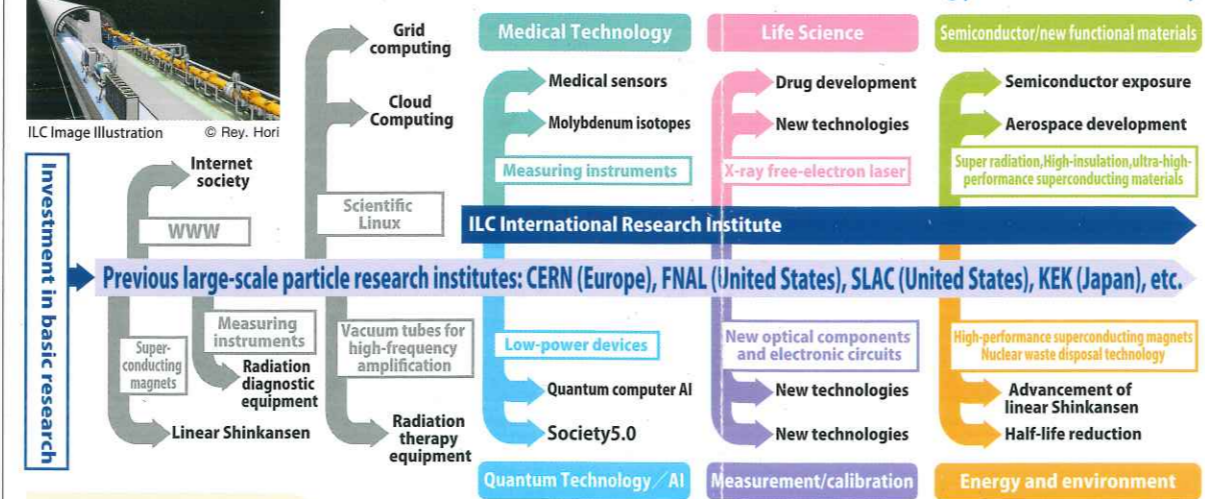 Grid
computing
Cloud
Computing
ILC Image Illustration © Rey. Hori
Internet
society
WWW
Scientific
Linux
Medical Technology
Medical sensors
Molybdenum isotopes
Measuring instruments
Life Science
Drug development
New technologies
X-ray free-electron laser
Semiconductor/new functional materials
Semiconductor exposure
Aerospace development
Super radiation,High-insulation,ultra-high-
performance superconducting materials
ILC International Research Institute
Investment in basic research
Previous large-scale particle research institutes: CERN (Europe), FNAL (United States), SLAC (United States), KEK (Japan), etc.
Super-
conducting
magnets
Linear Shinkansen
Measuring
instruments
Radiation
diagnostic
equipment
Vacuum tubes for
high-frequency
amplification
Radiation
therapy
equipment
Low-power devices
Quantum computer AI
Society5.0
Quantum Technology／AI
New optical components
and electronic circuits
New technologies
New technologies
Measurement/calibration
High-performance superconducting magnets
Nuclear waste disposal technology
Advancement of
linear Shinkansen
Half-life reduction
Energy and environment